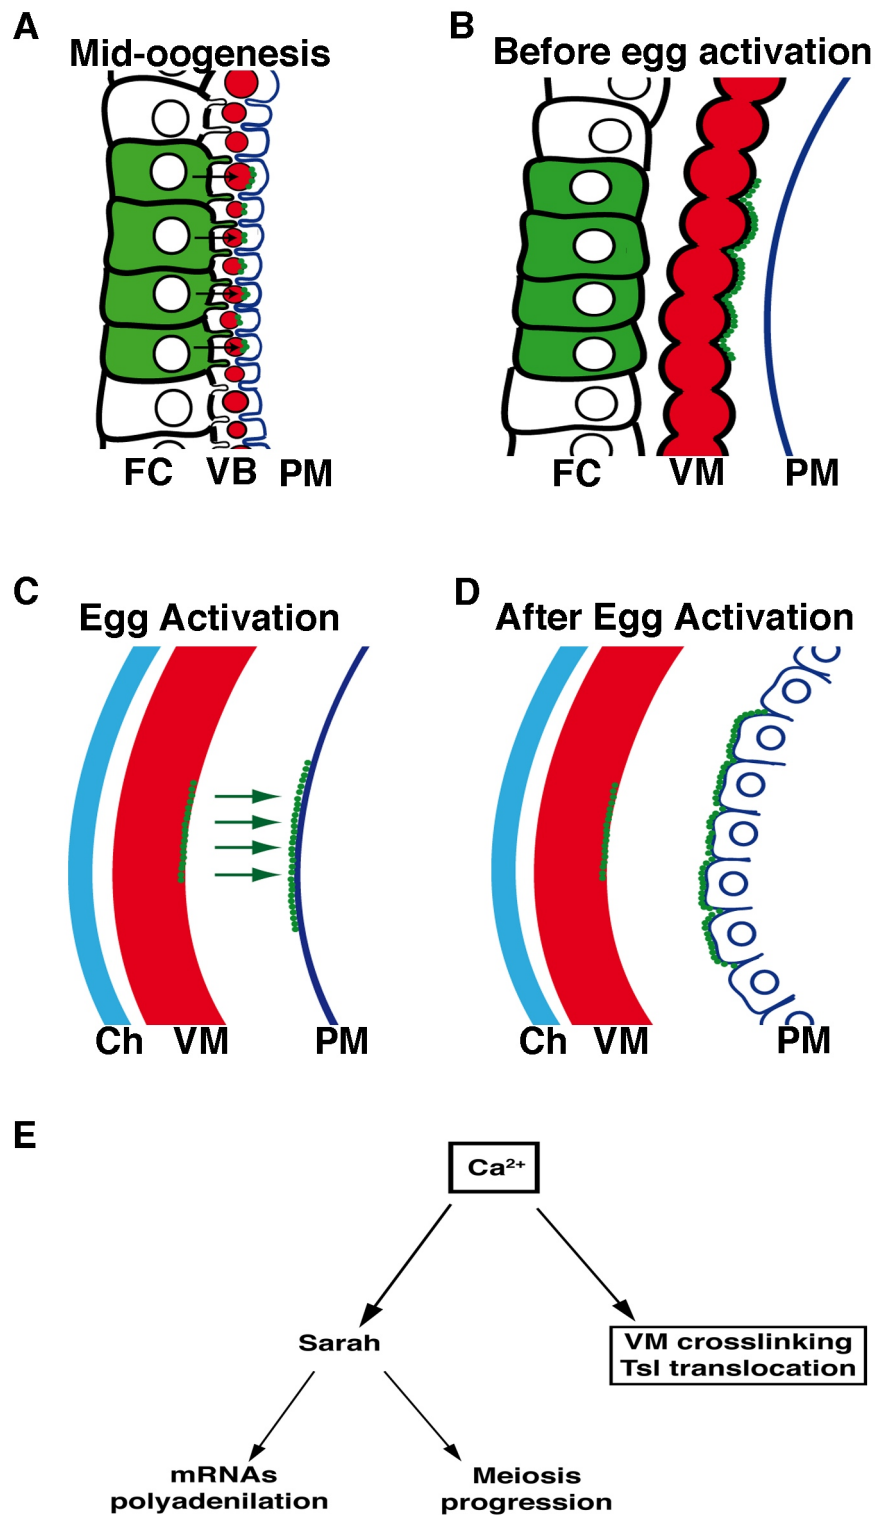 A
Mid-oogenesis
FC VB PM
B
Before egg activation
FC VM PM
C
Egg Activation
Ch VM PM
D
After Egg Activation
Ch VM PM
E
Ca²⁺
Sarah
VM crosslinking
Tsl translocation
mRNAs
polyadenilation
Meiosis
progression